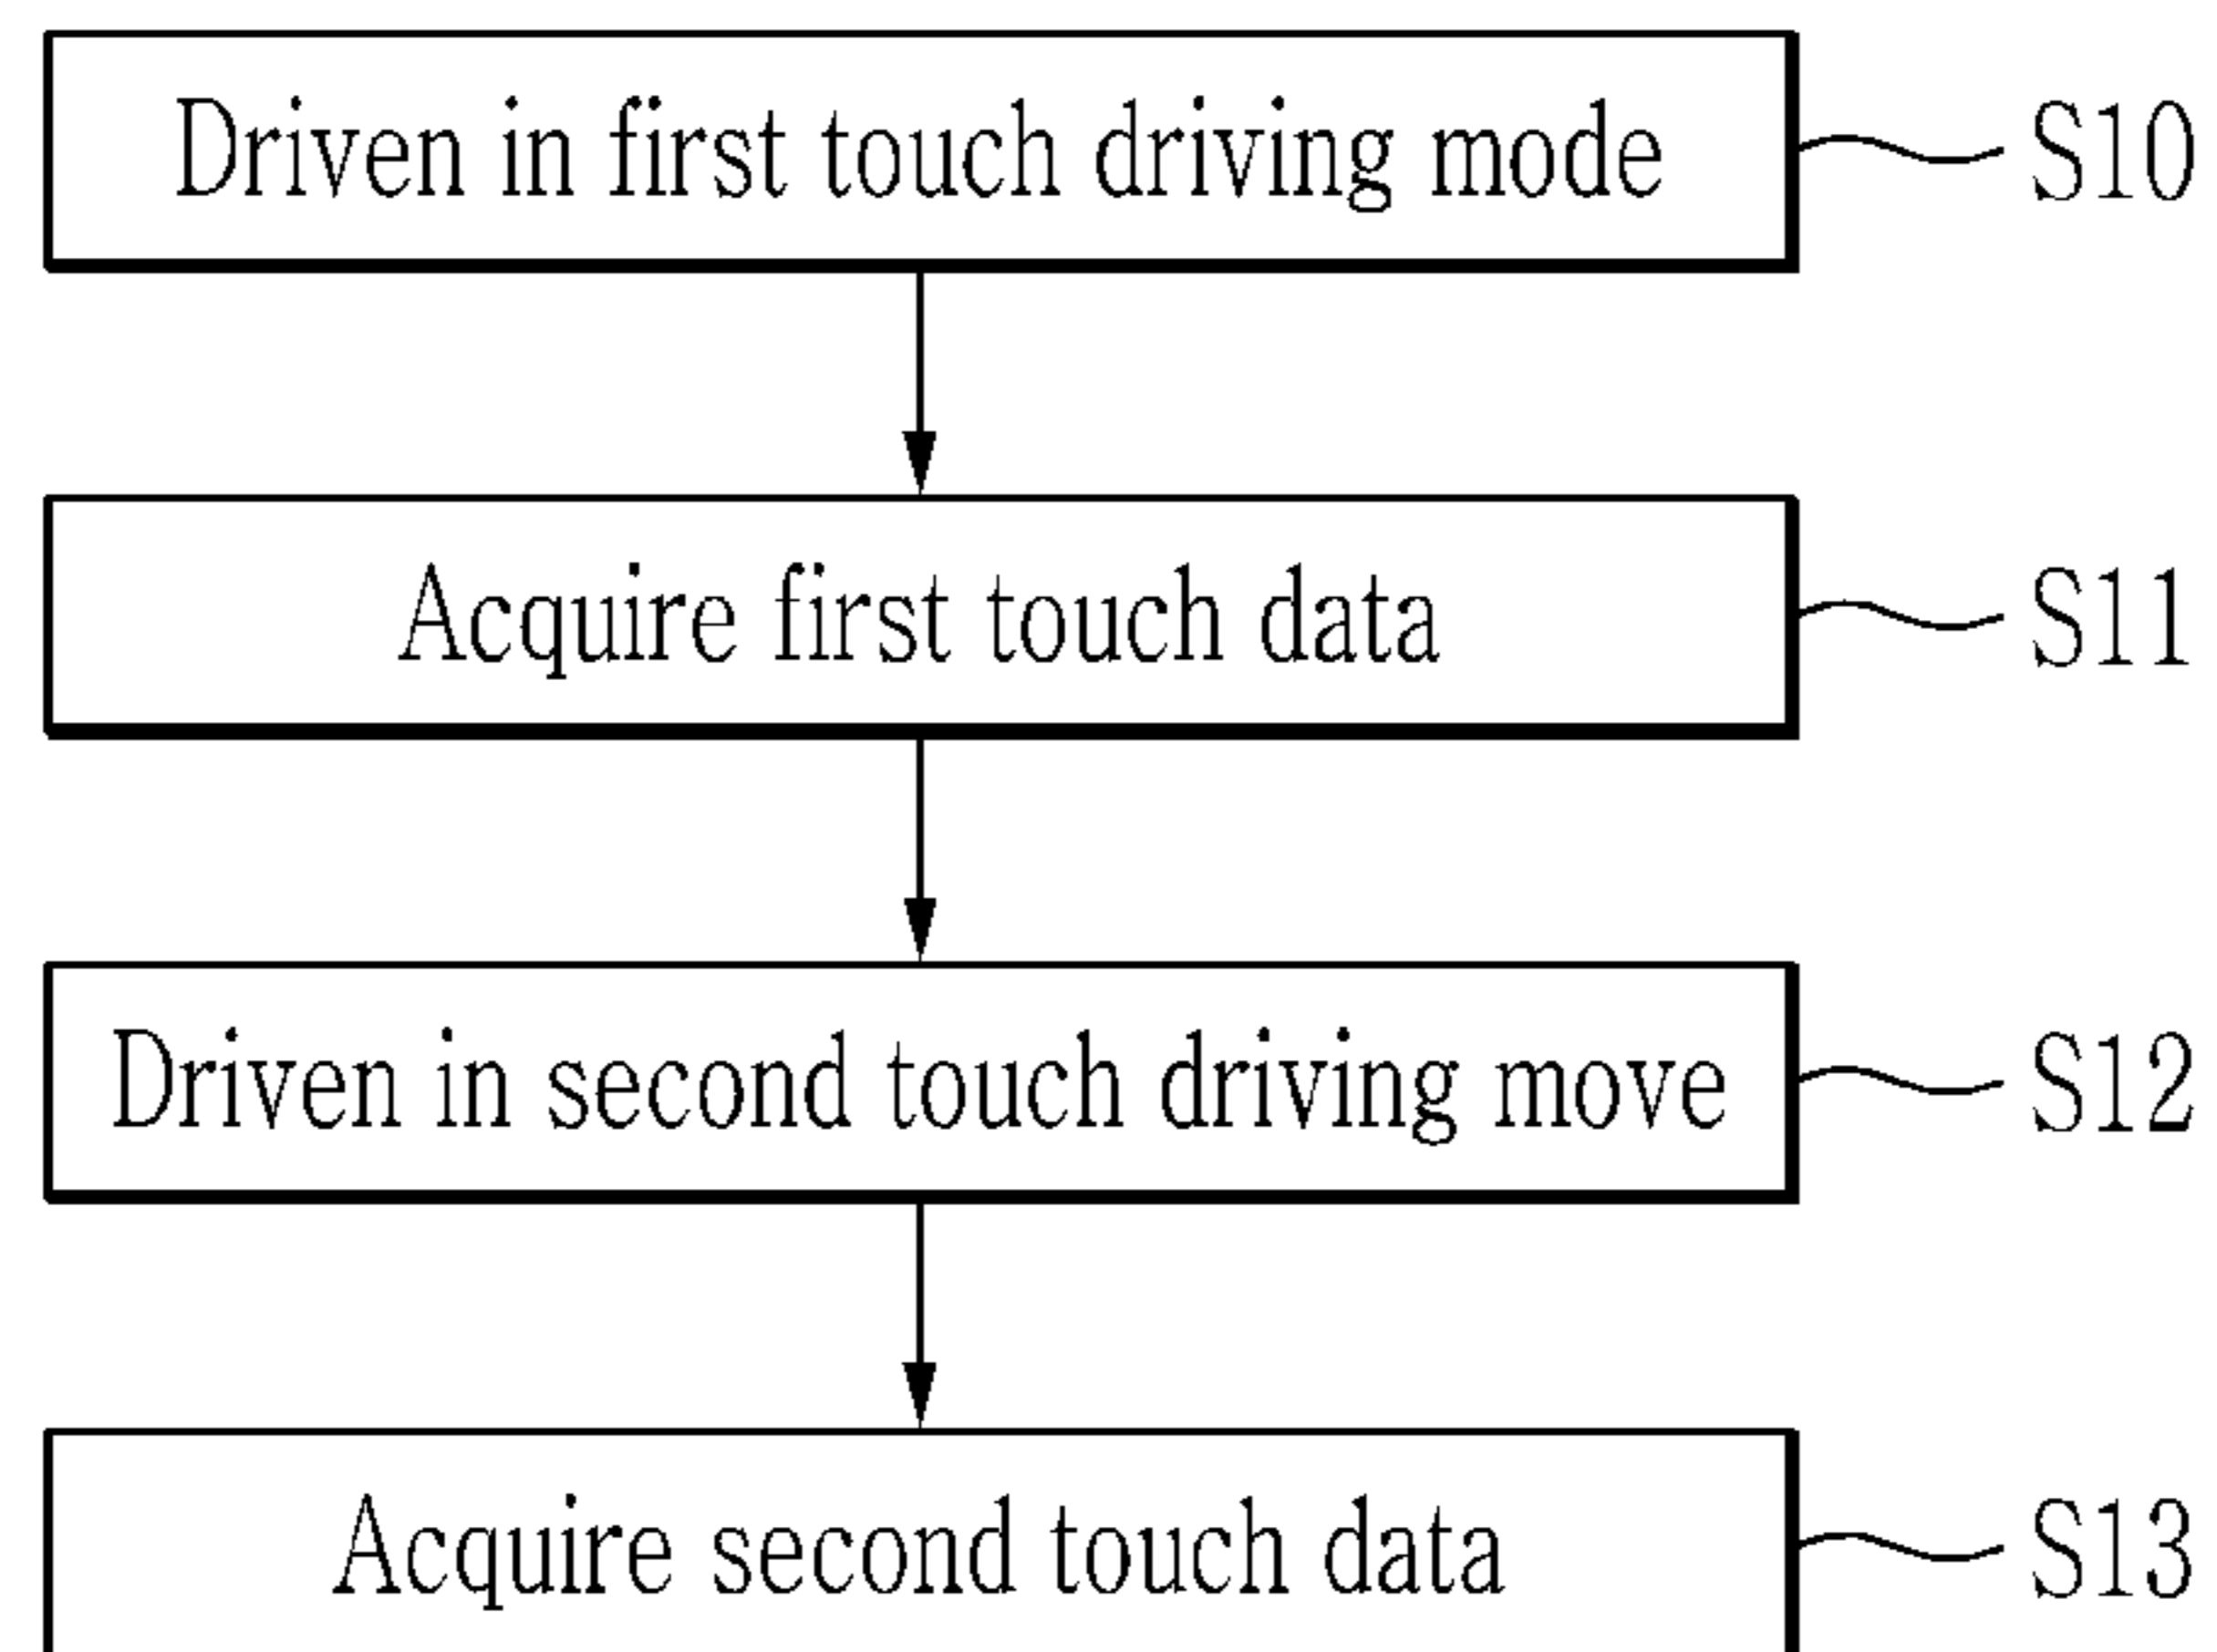 Driven in first touch driving mode S10
Acquire first touch data S11
Driven in second touch driving move S12
Acquire second touch data S13